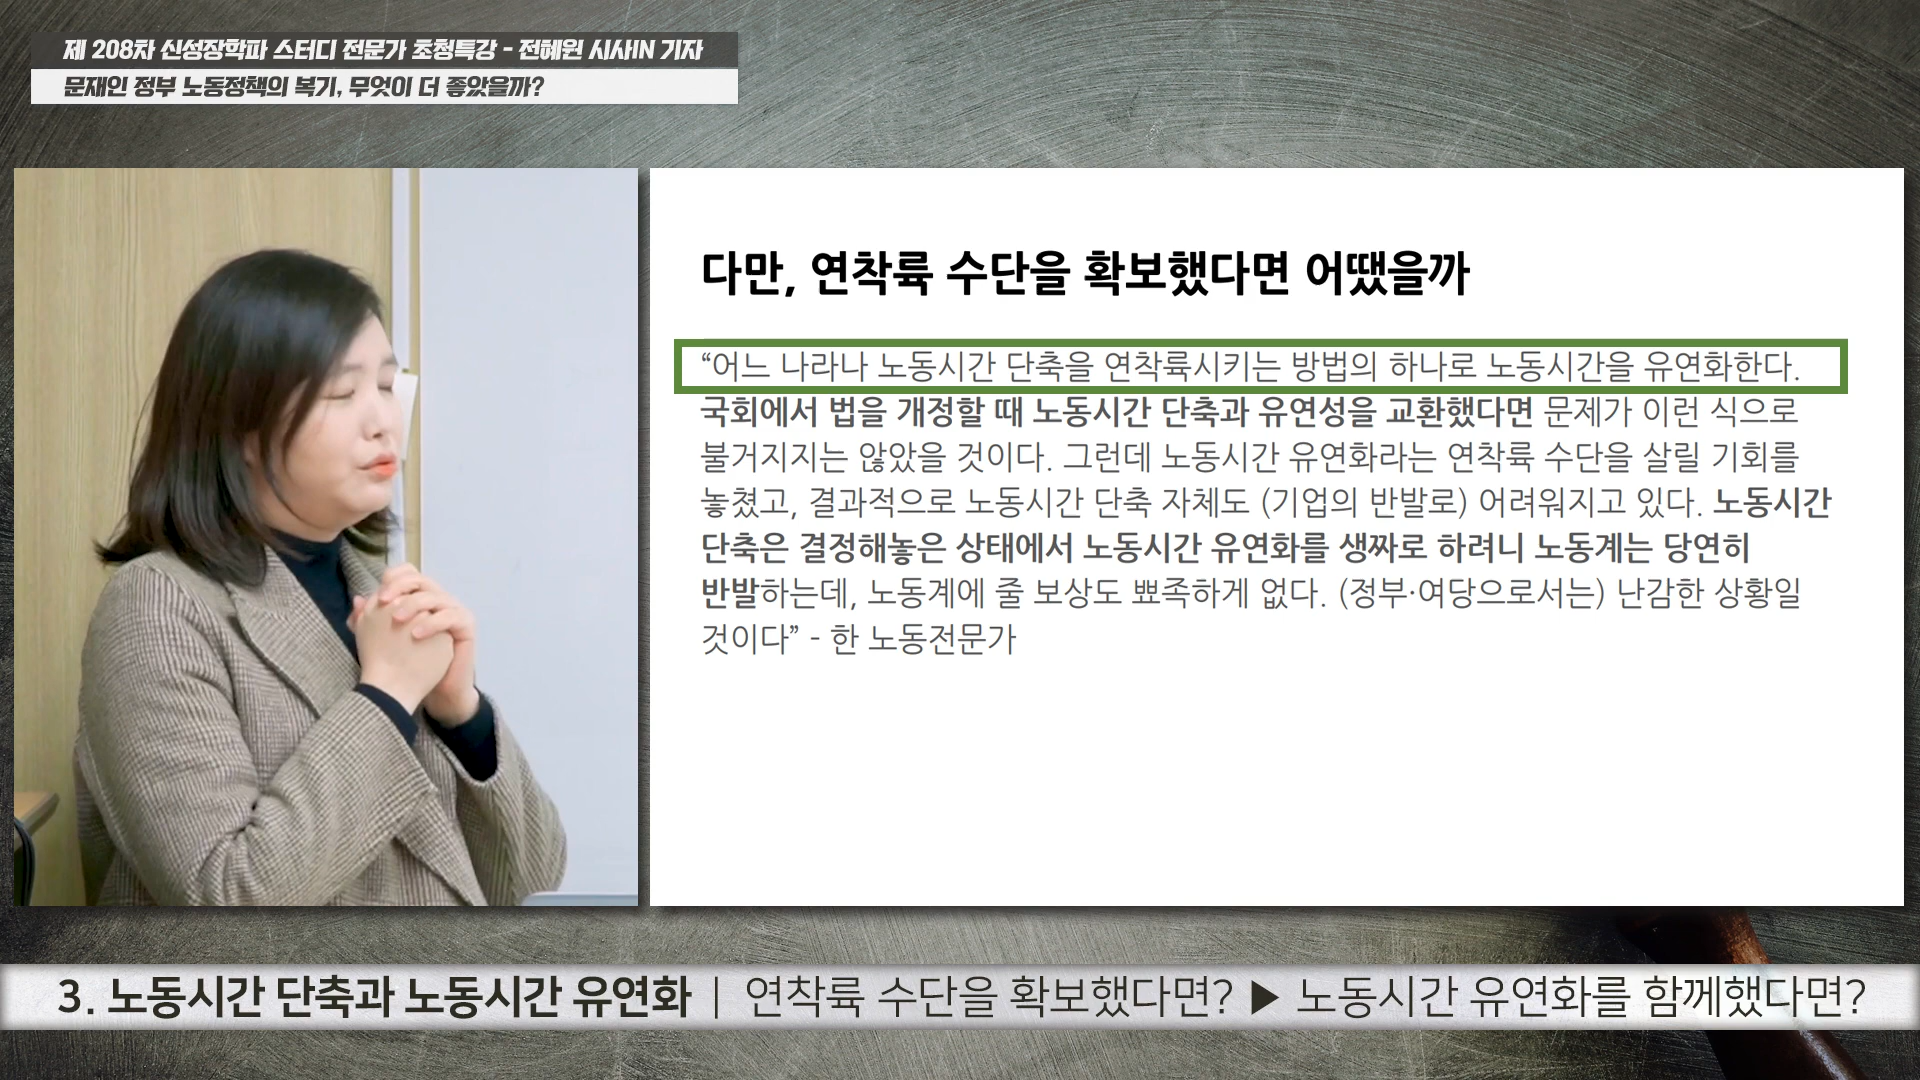 제 208차 신성장학파 스터디 전문가 초청특강 - 전혜원 시사IN 기자
문재인 정부 노동정책의 복기, 무엇이 더 좋았을까?
다만, 연착륙 수단을 확보했다면 어땠을까
“어느 나라나 노동시간 단축을 연착륙시키는 방법의 하나로 노동시간을 유연화한다.
국회에서 법을 개정할 때 노동시간 단축과 유연성을 교환했다면 문제가 이런 식으로
불거지지는 않았을 것이다. 그런데 노동시간 유연화라는 연착륙 수단을 살릴 기회를
놓쳤고, 결과적으로 노동시간 단축 자체도 (기업의 반발로) 어려워지고 있다. 노동시간
단축은 결정해놓은 상태에서 노동시간 유연화를 생짜로 하려니 노동계는 당연히
반발하는데, 노동계에 줄 보상도 뾰족하게 없다. (정부·여당으로서는) 난감한 상황일
것이다” - 한 노동전문가
3. 노동시간 단축과 노동시간 유연화 | 연착륙 수단을 확보했다면? ▶ 노동시간 유연화를 함께했다면?